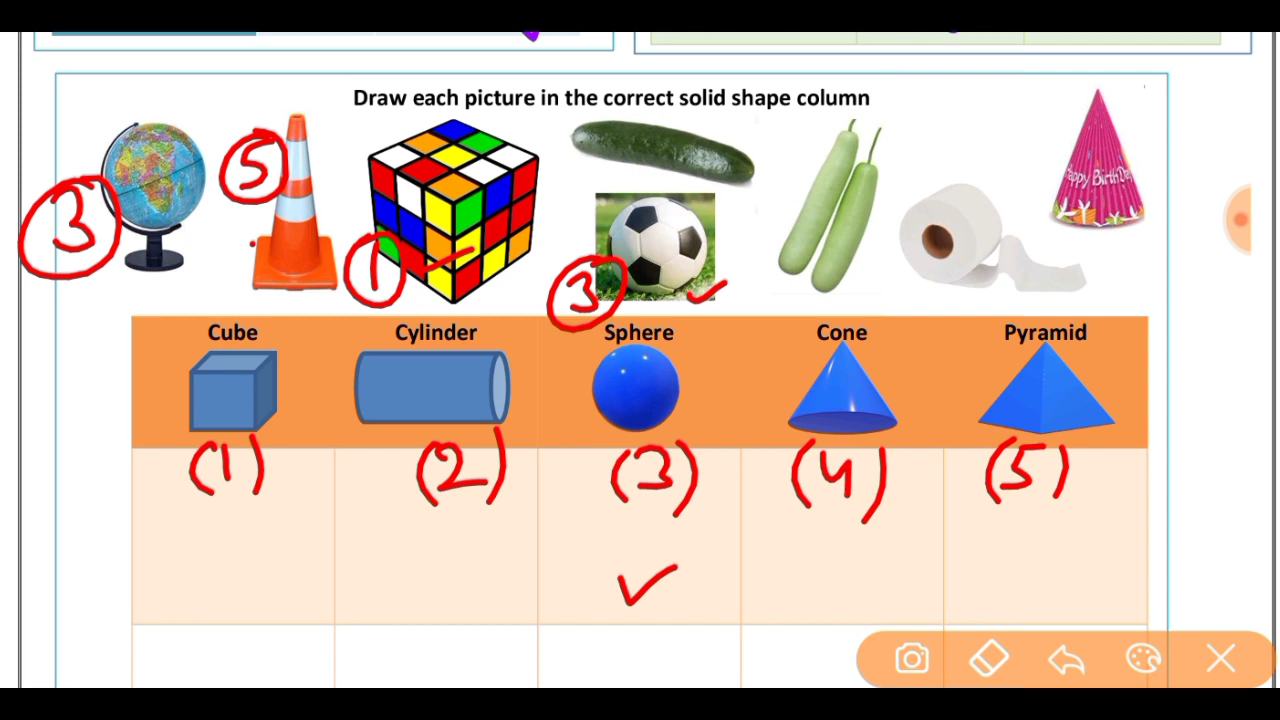 Draw each picture in the correct solid shape column
3
5
1
3
Happy BirthDay
Cube Cylinder Sphere Cone Pyramid
(1) (2) (3) (4) (5)